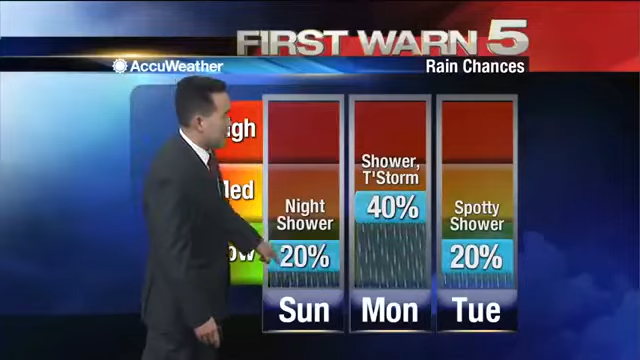 FIRST WARN 5
AccuWeather
Rain Chances
Shower,
T'Storm
Night
Shower
40%
Spotty
Shower
20%
20%
Sun
Mon
Tue